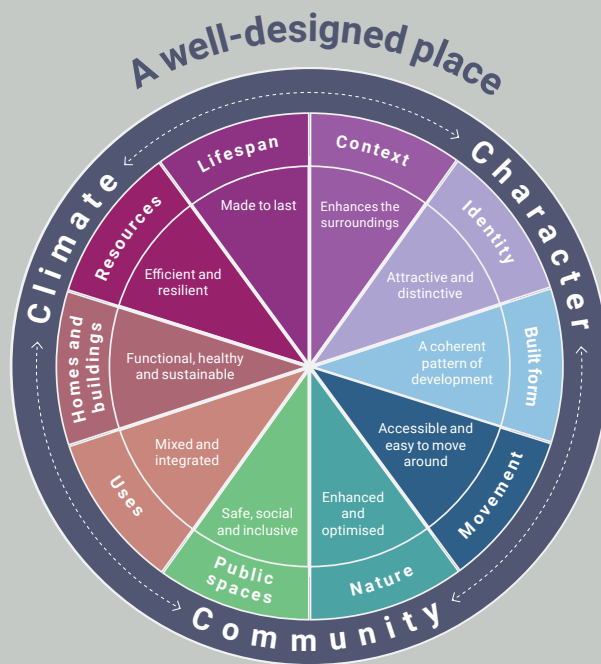 A well-designed place
Climate
Character
Community
Context
Enhances the
surroundings
Identity
Attractive and
distinctive
Built form
A coherent
pattern of
development
Movement
Accessible and
easy to move
around
Nature
Enhanced
and
optimised
Public
spaces
Safe, social
and inclusive
Uses
Mixed and
integrated
Homes and
buildings
Functional, healthy
and sustainable
Resources
Efficient and
resilient
Lifespan
Made to last